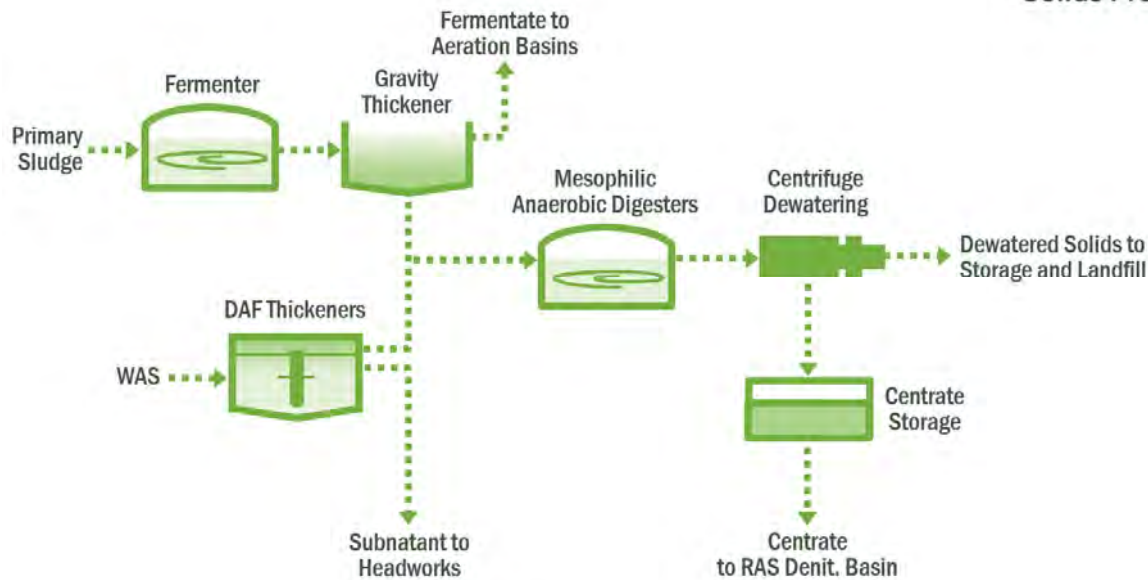 Fermentate to
Aeration Basins
Fermenter
Gravity
Thickener
Primary
Sludge
Mesophilic
Anaerobic Digesters
Centrifuge
Dewatering
Dewatered Solids to
Storage and Landfill
DAF Thickeners
WAS
Centrate
Storage
Subnatant to
Headworks
Centrate
to RAS Denit. Basin